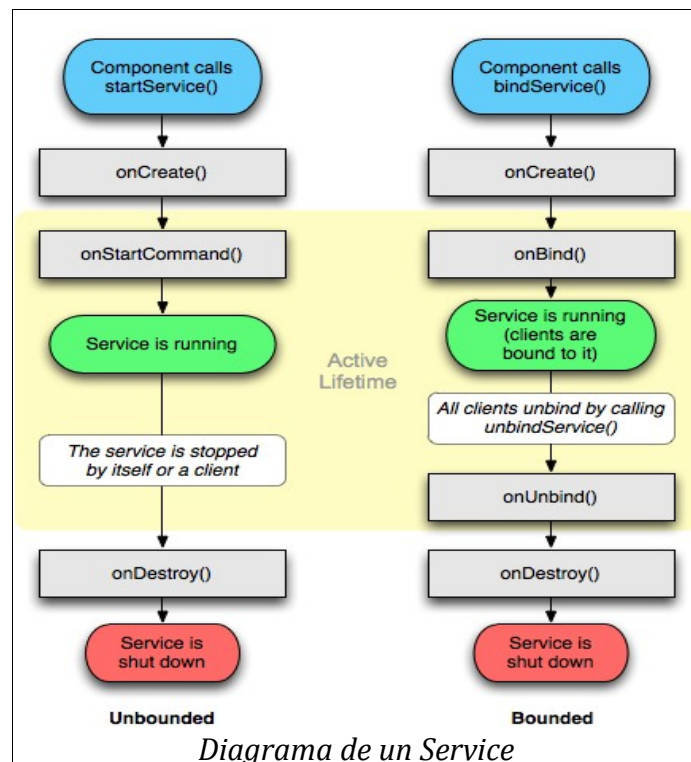 Component calls
startService()
onCreate()
onStartCommand()
Service is running
The service is stopped
by itself or a client
onDestroy()
Service is
shut down
Unbounded
Active
Lifetime
Component calls
bindService()
onCreate()
onBind()
Service is running
(clients are
bound to it)
All clients unbind by calling
unbindService()
onUnbind()
onDestroy()
Service is
shut down
Bounded
Diagrama de un Service